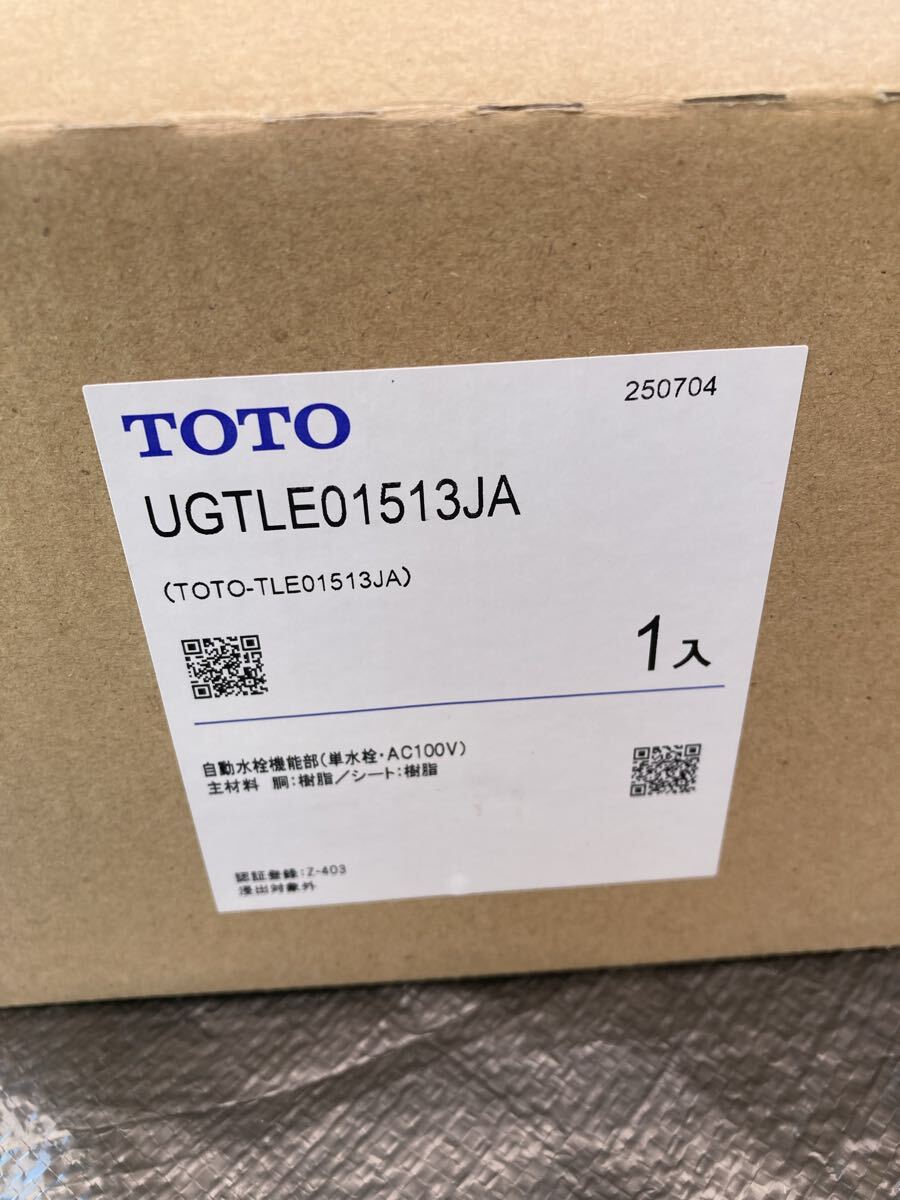 TOTO
250704
UGTLE01513JA
(TOTO-TLE01513JA)
1入
自動水栓機能部(単水栓・AC100V)
主材料 胴:樹脂／シート:樹脂
認証登録:Z-403
浸出対象外